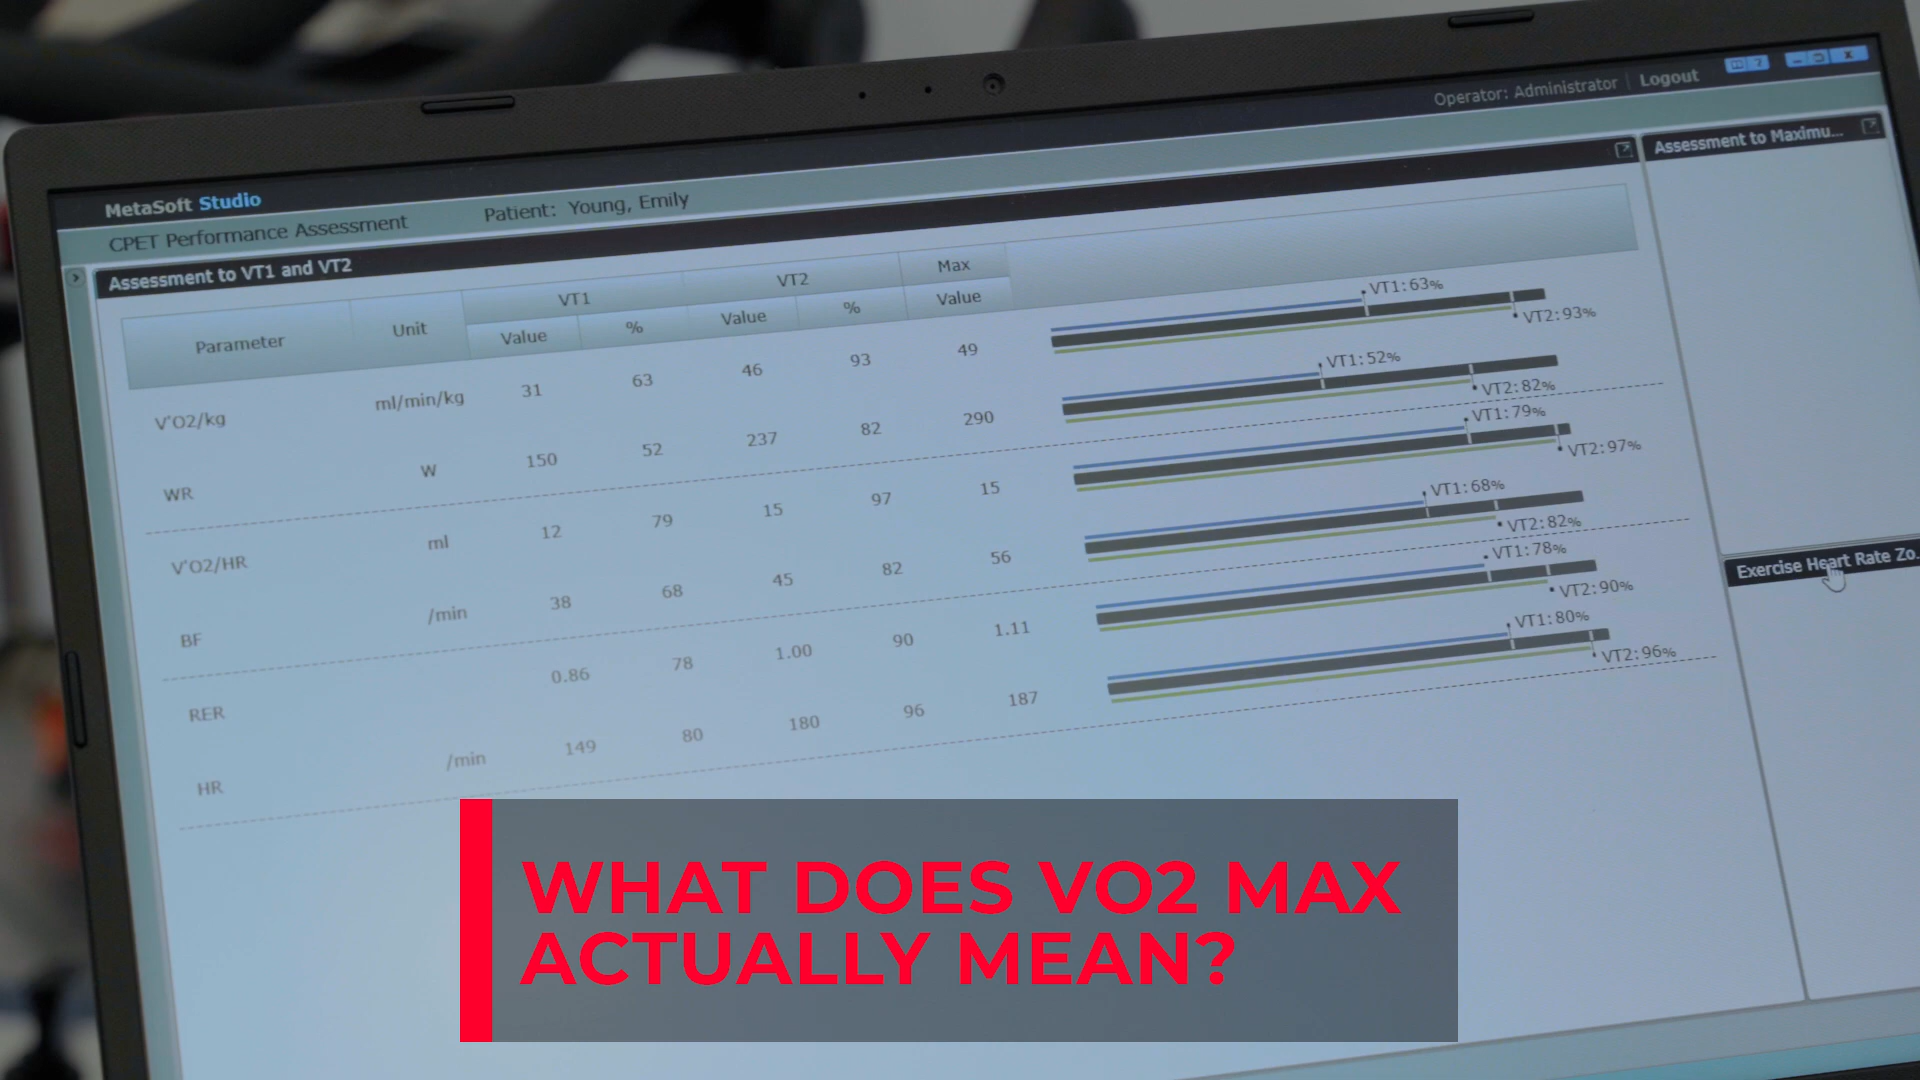 Operator: Administrator | Logout
MetaSoft Studio
CPET Performance Assessment Patient: Young, Emily
Assessment to VT1 and VT2
Assessment to Maximu...
Parameter Unit VT1 VT2 Max
Value % Value % Value
V'O2/kg ml/min/kg 31 63 46 93 49 VT1:63% VT2:93%
WR W 150 52 237 82 290 VT1:52% VT2:82%
V'O2/HR ml 12 79 15 97 15 VT1:79% VT2:97%
BF /min 38 68 45 82 56 VT1:68% VT2:82%
RER 0.86 78 1.00 90 1.11 VT1:78% VT2:90%
HR /min 149 80 180 96 187 VT1:80% VT2:96%
Exercise Heart Rate Zo...
WHAT DOES VO2 MAX
ACTUALLY MEAN?